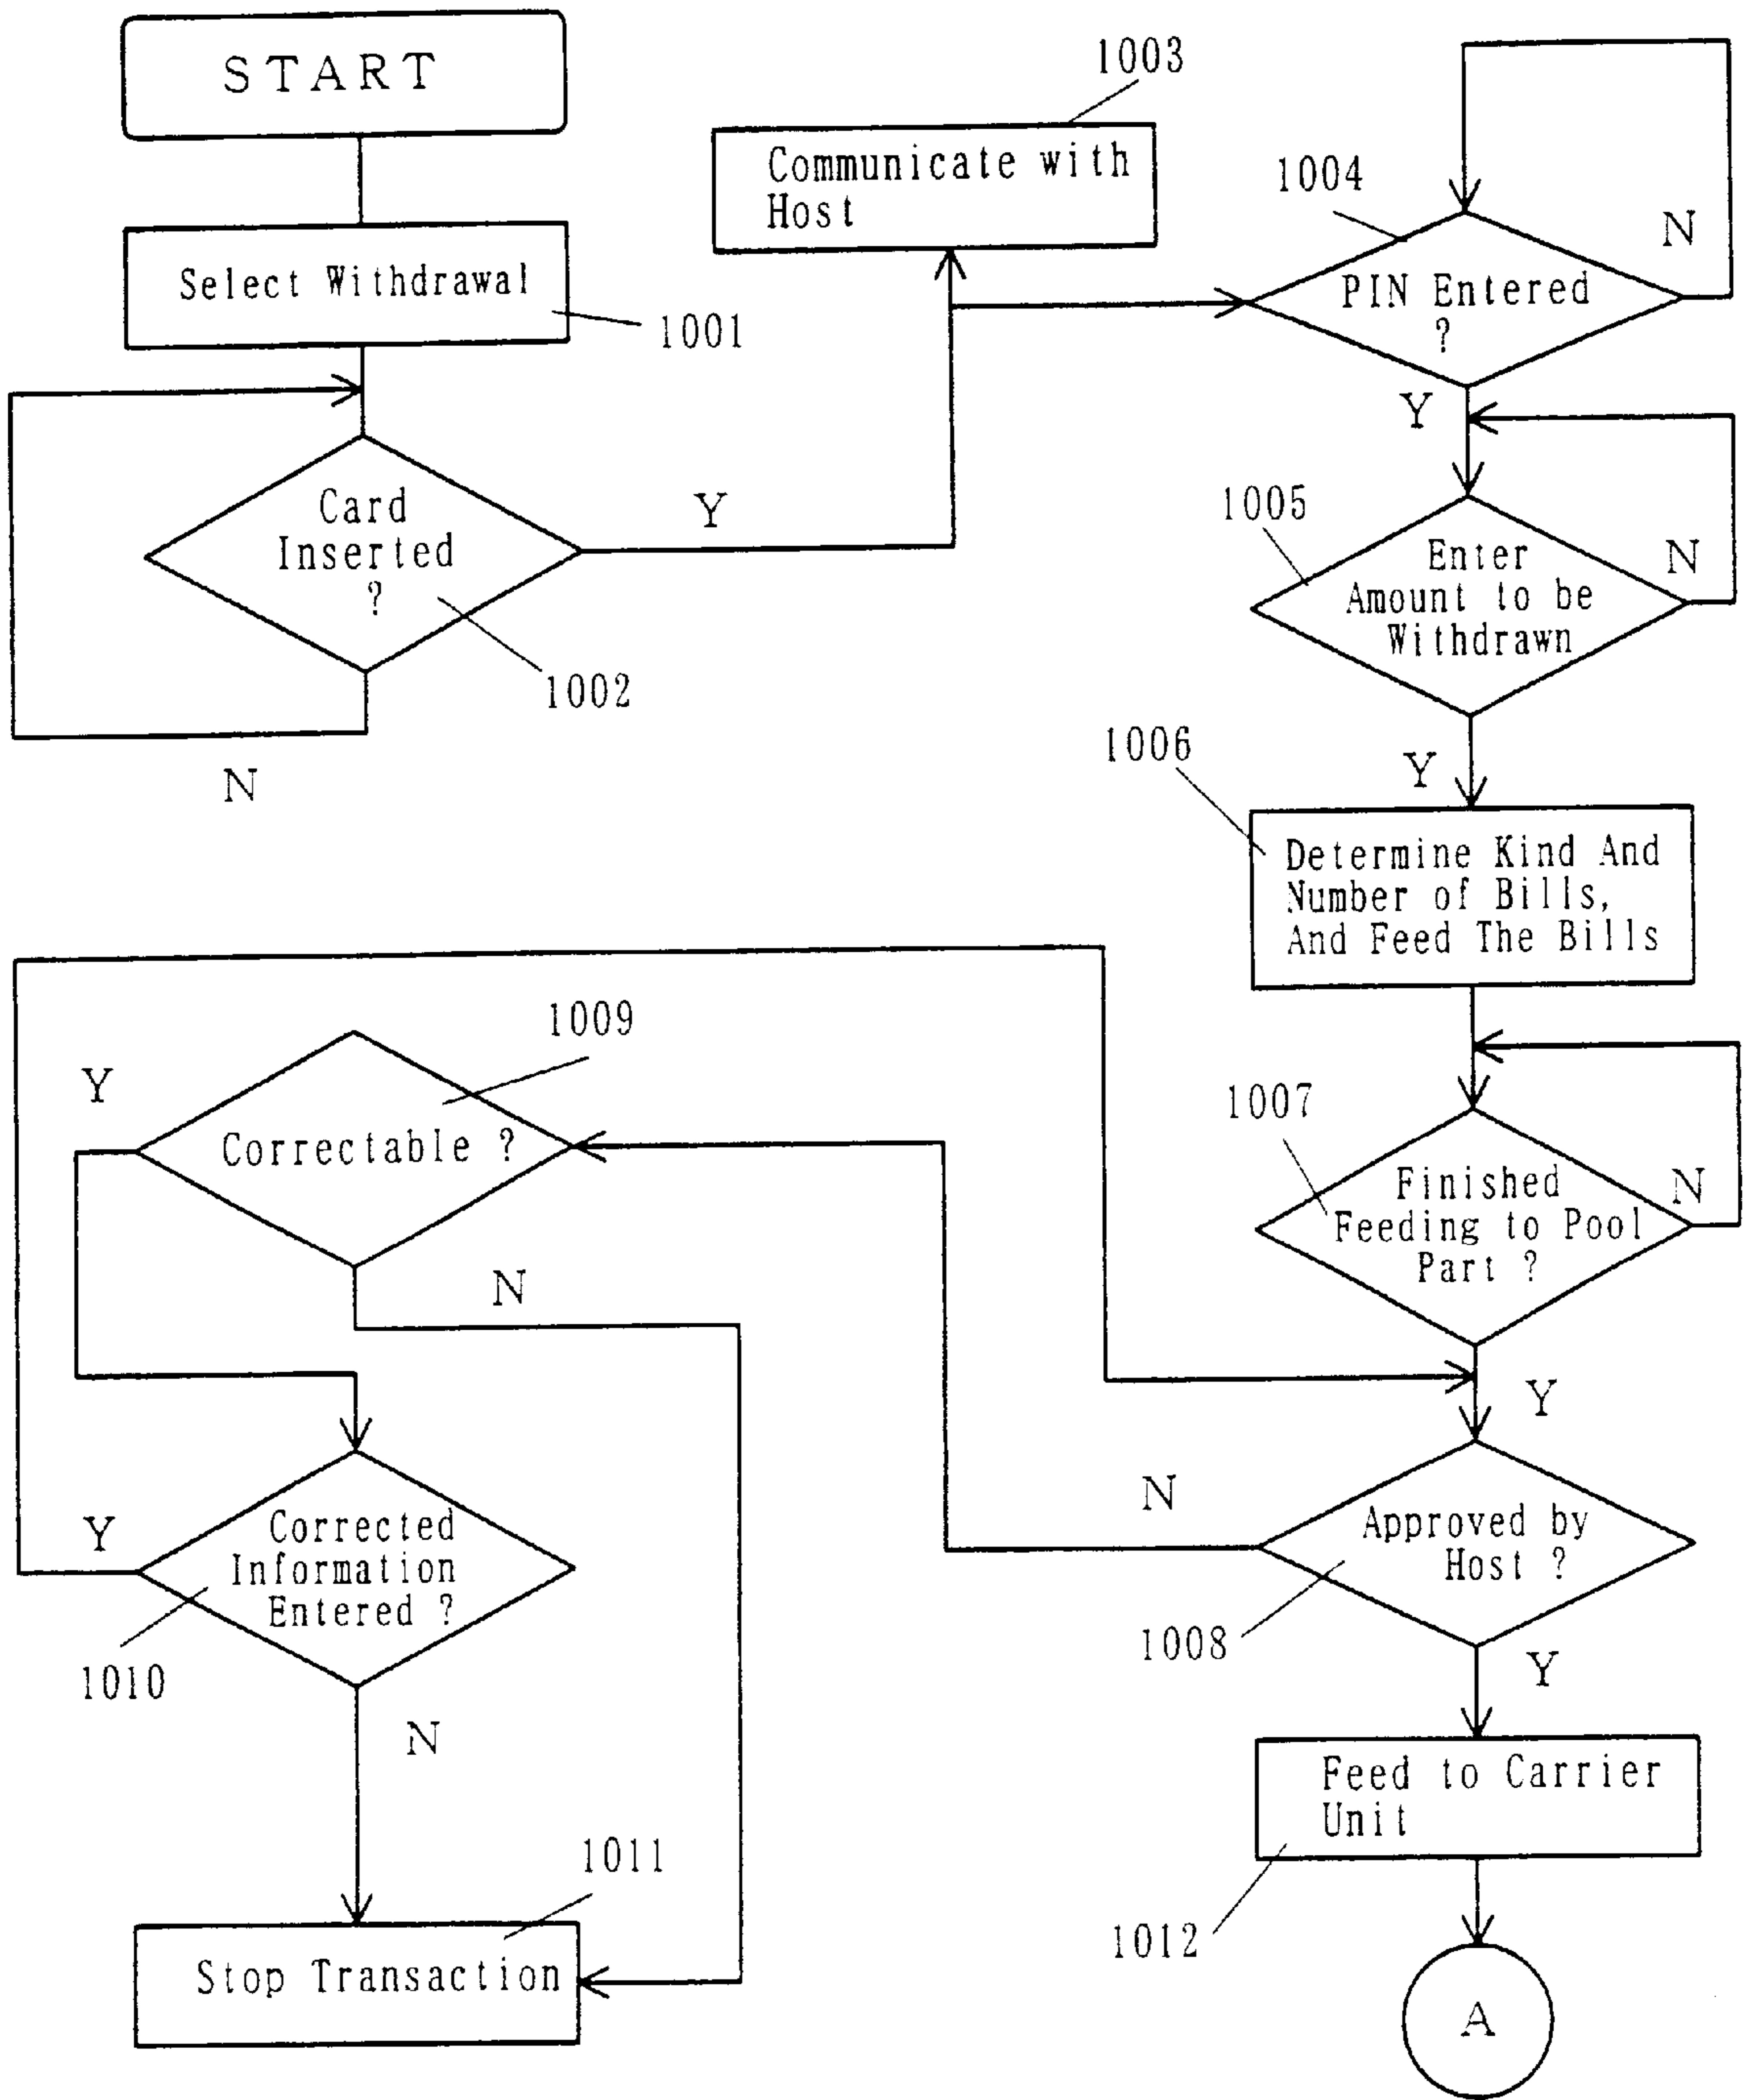 START
Select Withdrawal
1001
Card
Inserted
?
1002
Y
N
1003
Communicate with
Host
1004
PIN Entered
?
N
Y
1005
Enter
Amount to be
Withdrawn
N
Y
1006
Determine Kind And
Number of Bills,
And Feed The Bills
1007
Finished
Feeding to Pool
Part ?
N
Y
Approved by
Host ?
1008
N
Y
1009
Correctable ?
Y
N
Corrected
Information
Entered ?
1010
Y
N
1011
Stop Transaction
Feed to Carrier
Unit
1012
A